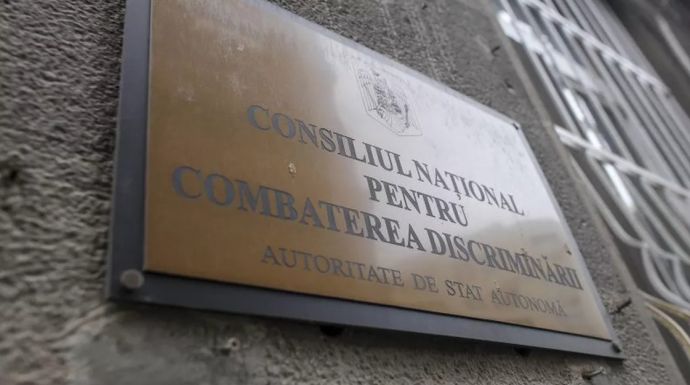 CONSILIUL NAȚIONAL
PENTRU
COMBATEREA DISCRIMINĂRII
AUTORITATE DE STAT AUTONOMĂ